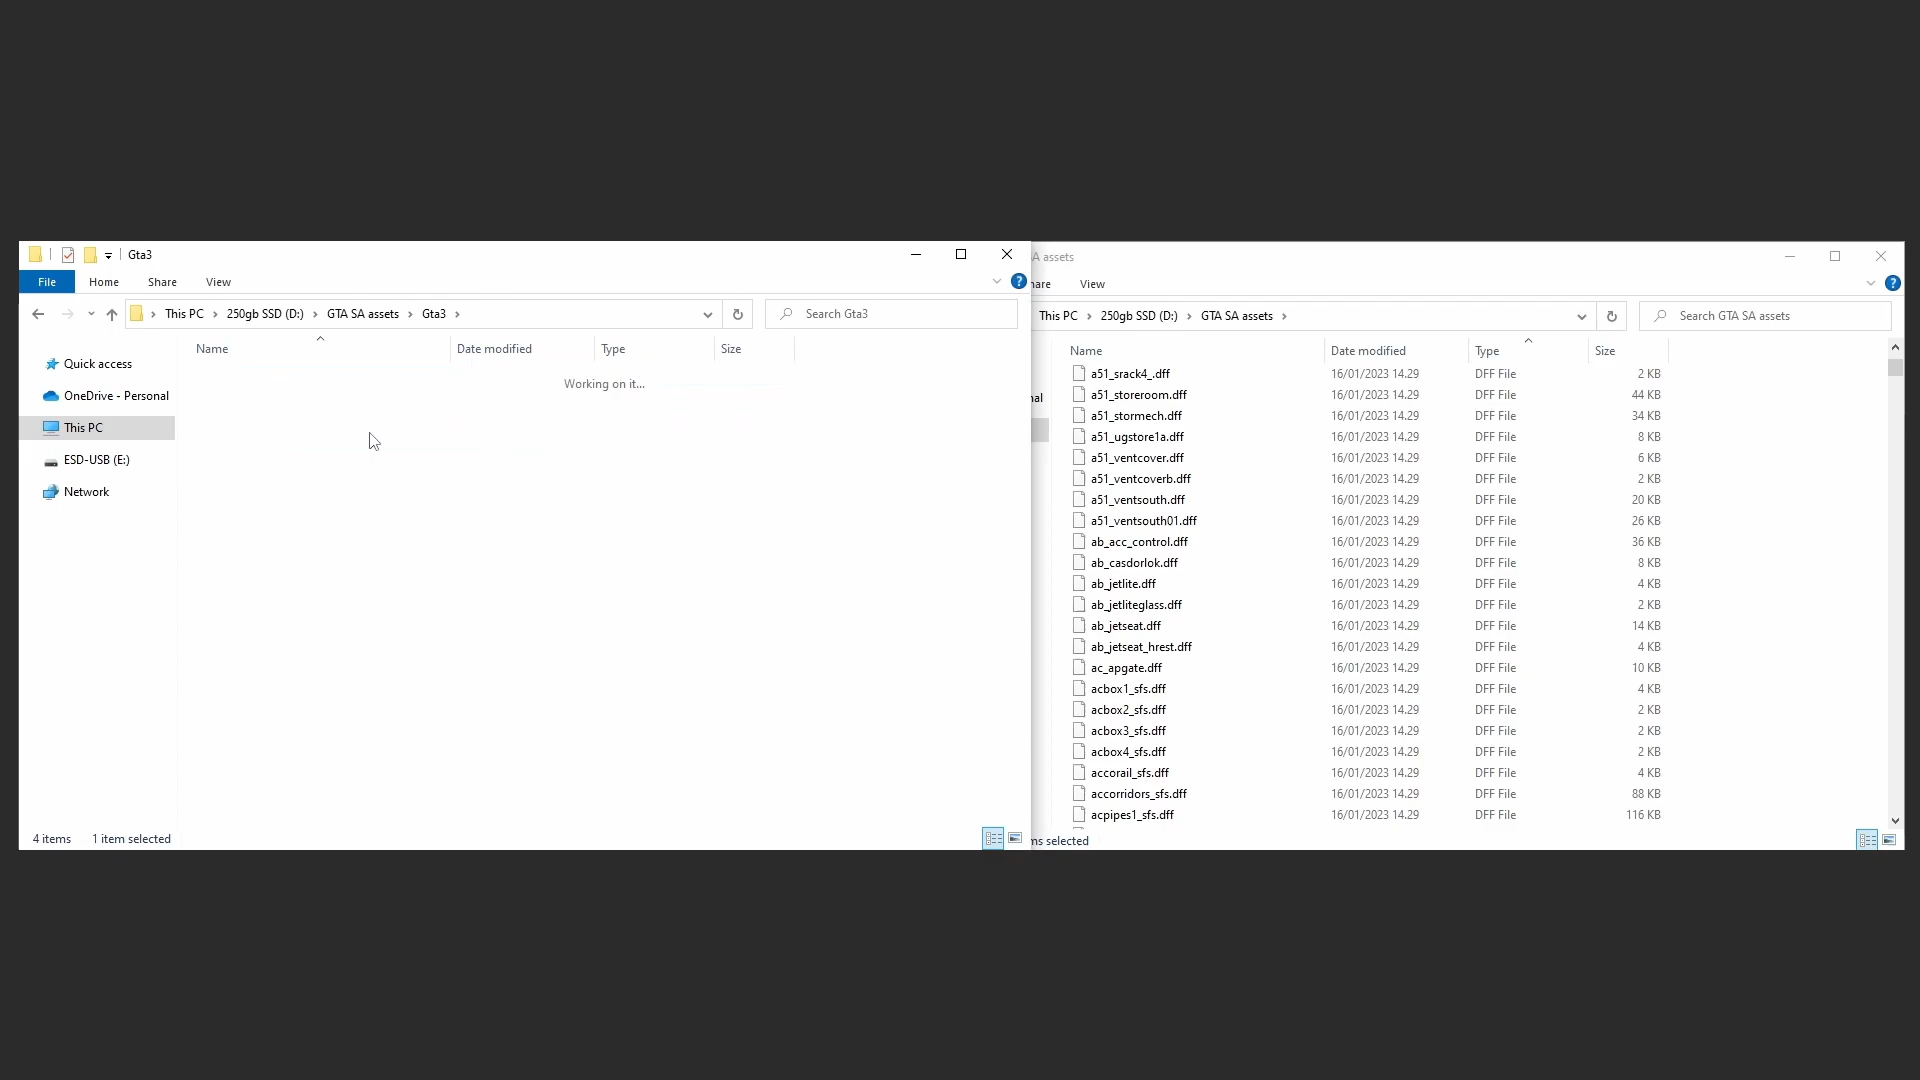 Gta3
File Home Share View
This PC 250gb SSD (D:) GTA SA assets Gta3
Search Gta3
Name Date modified Type Size
Working on it...
Quick access
OneDrive - Personal
This PC
ESD-USB (E:)
Network
4 items 1 item selected
A assets
hare View
This PC 250gb SSD (D:) GTA SA assets
Search GTA SA assets
nal
Name Date modified Type Size
a51_srack4_.dff 16/01/2023 14.29 DFF File 2 KB
a51_storeroom.dff 16/01/2023 14.29 DFF File 44 KB
a51_stormech.dff 16/01/2023 14.29 DFF File 34 KB
a51_ugstore1a.dff 16/01/2023 14.29 DFF File 8 KB
a51_ventcover.dff 16/01/2023 14.29 DFF File 6 KB
a51_ventcoverb.dff 16/01/2023 14.29 DFF File 2 KB
a51_ventsouth.dff 16/01/2023 14.29 DFF File 20 KB
a51_ventsouth01.dff 16/01/2023 14.29 DFF File 26 KB
ab_acc_control.dff 16/01/2023 14.29 DFF File 36 KB
ab_casdorlok.dff 16/01/2023 14.29 DFF File 8 KB
ab_jetlite.dff 16/01/2023 14.29 DFF File 4 KB
ab_jetliteglass.dff 16/01/2023 14.29 DFF File 2 KB
ab_jetseat.dff 16/01/2023 14.29 DFF File 14 KB
ab_jetseat_hrest.dff 16/01/2023 14.29 DFF File 4 KB
ac_apgate.dff 16/01/2023 14.29 DFF File 10 KB
acbox1_sfs.dff 16/01/2023 14.29 DFF File 4 KB
acbox2_sfs.dff 16/01/2023 14.29 DFF File 2 KB
acbox3_sfs.dff 16/01/2023 14.29 DFF File 2 KB
acbox4_sfs.dff 16/01/2023 14.29 DFF File 2 KB
accorail_sfs.dff 16/01/2023 14.29 DFF File 4 KB
accorridors_sfs.dff 16/01/2023 14.29 DFF File 88 KB
acpipes1_sfs.dff 16/01/2023 14.29 DFF File 116 KB
ms selected